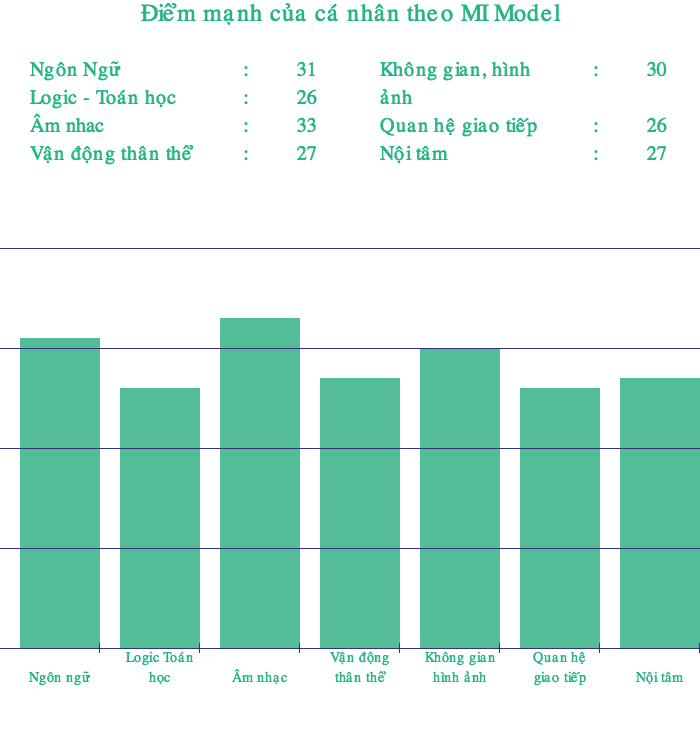 Điểm mạnh của cá nhân theo MI Model
Ngôn Ngữ : 31
Logic - Toán học : 26
Âm nhac : 33
Vận động thân thể : 27
Không gian, hình : 30
ảnh
Quan hệ giao tiếp : 26
Nội tâm : 27
Ngôn ngữ
Logic Toán
học
Âm nhạc
Vận động
thân thể
Không gian
hình ảnh
Quan hệ
giao tiếp
Nội tâm